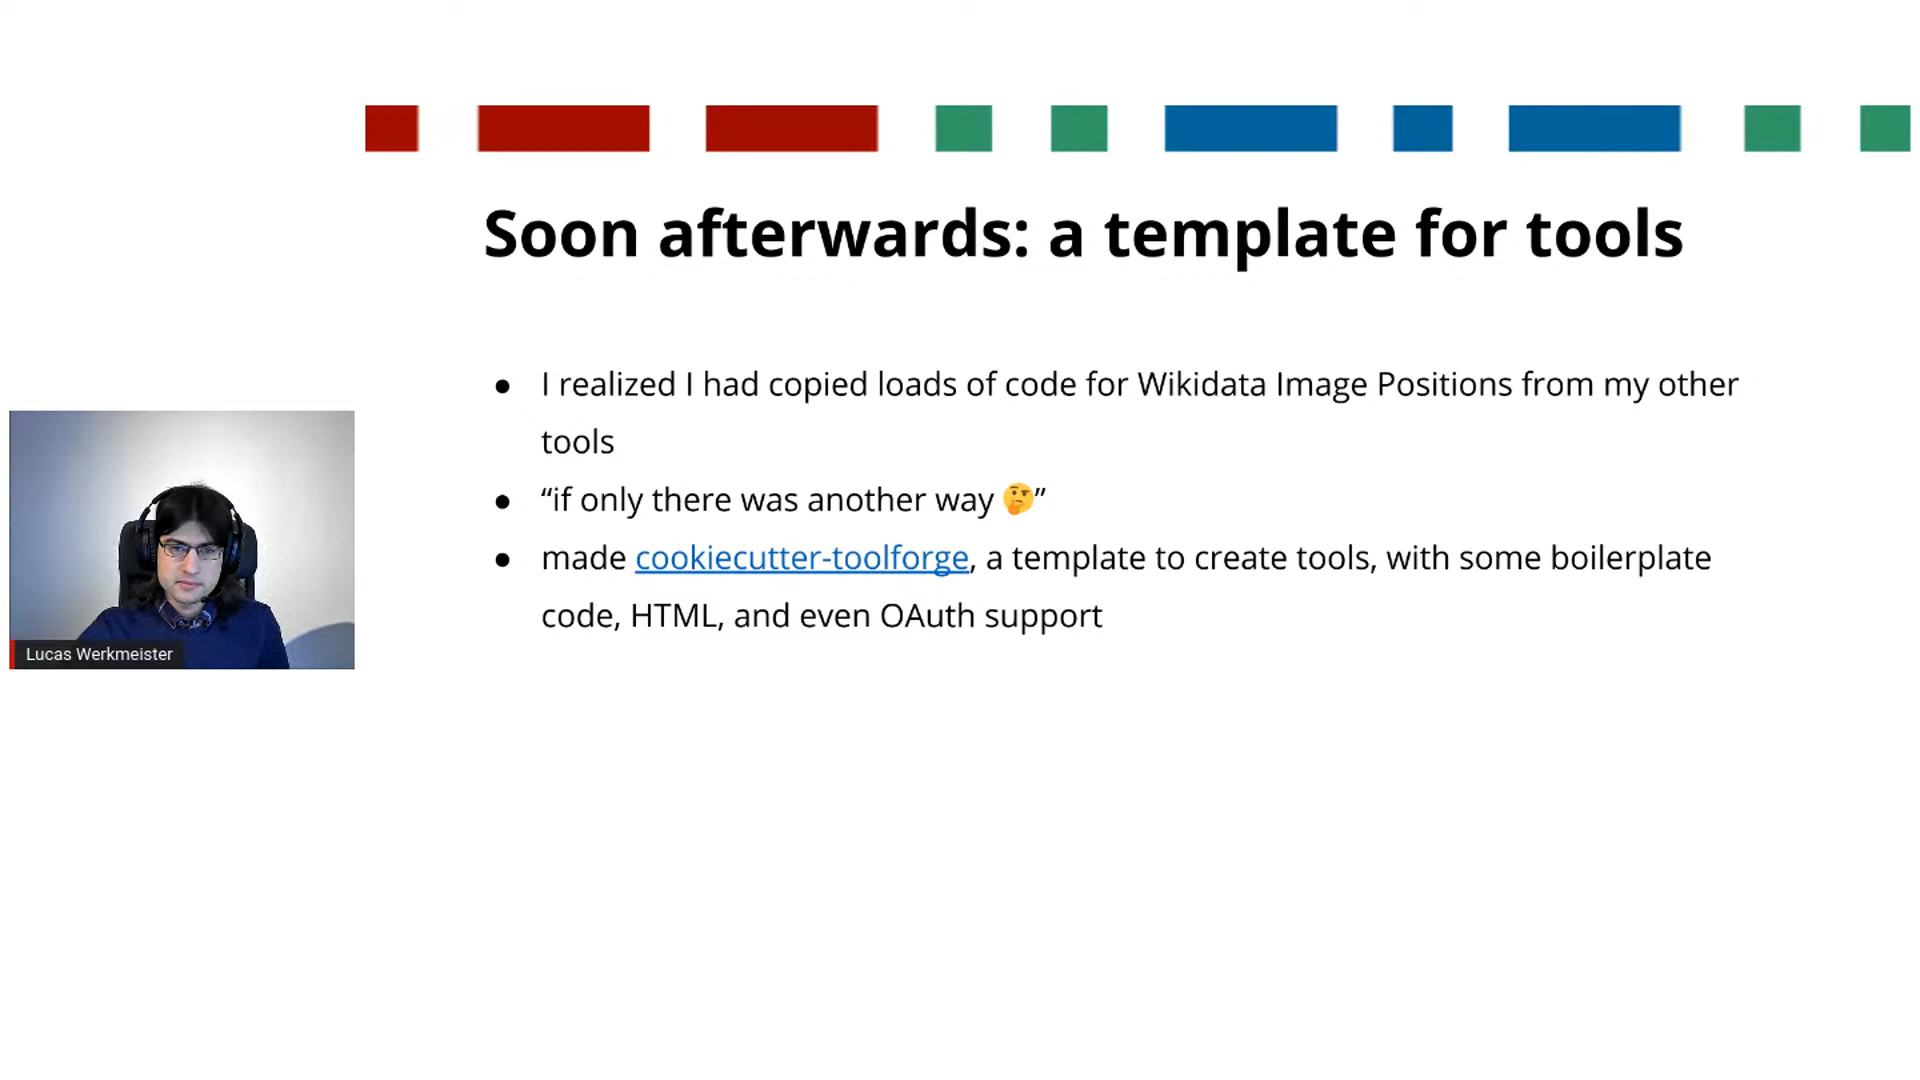 Soon afterwards: a template for tools
● I realized I had copied loads of code for Wikidata Image Positions from my other
tools
● “if only there was another way 🤔”
● made cookiecutter-toolforge, a template to create tools, with some boilerplate
code, HTML, and even OAuth support
Lucas Werkmeister